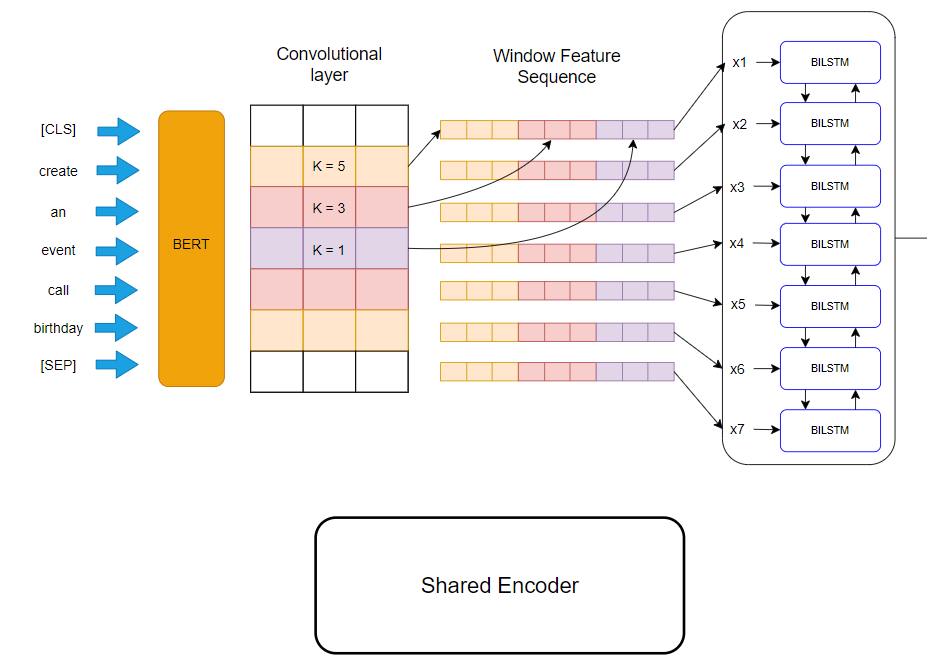 Convolutional
layer
Window Feature
Sequence
[CLS]
create
an
event
call
birthday
[SEP]
BERT
K = 5
K = 3
K = 1
x1
BILSTM
x2
BILSTM
x3
BILSTM
x4
BILSTM
x5
BILSTM
x6
BILSTM
x7
BILSTM
Shared Encoder